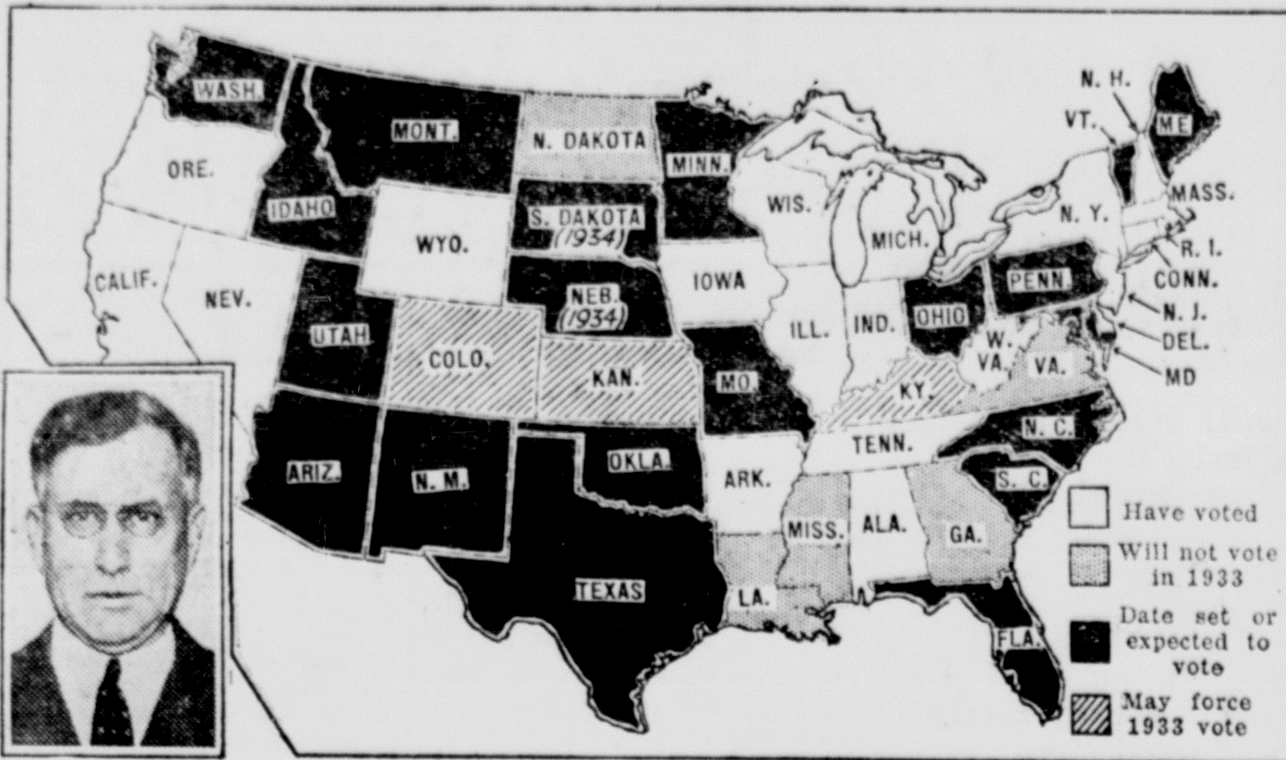 WASH.
MONT.
N. DAKOTA
MINN.
N. H.
VT.
ME
ORE.
IDAHO
S. DAKOTA
(1934)
WIS.
MASS.
N. Y.
WYO.
MICH.
R. I.
CALIF.
NEV.
NEB.
(1934)
IOWA
PENN.
CONN.
UTAH
COLO.
ILL.
IND.
OHIO
N. J.
KAN.
MO.
W.
VA.
VA.
DEL.
KY.
MD
ARIZ.
N. M.
OKLA.
ARK.
TENN.
N. C.
S. C.
TEXAS
LA.
MISS.
ALA.
GA.
FLA.
Have voted
Will not vote
in 1933
Date set or
expected to
vote
May force
1933 vote